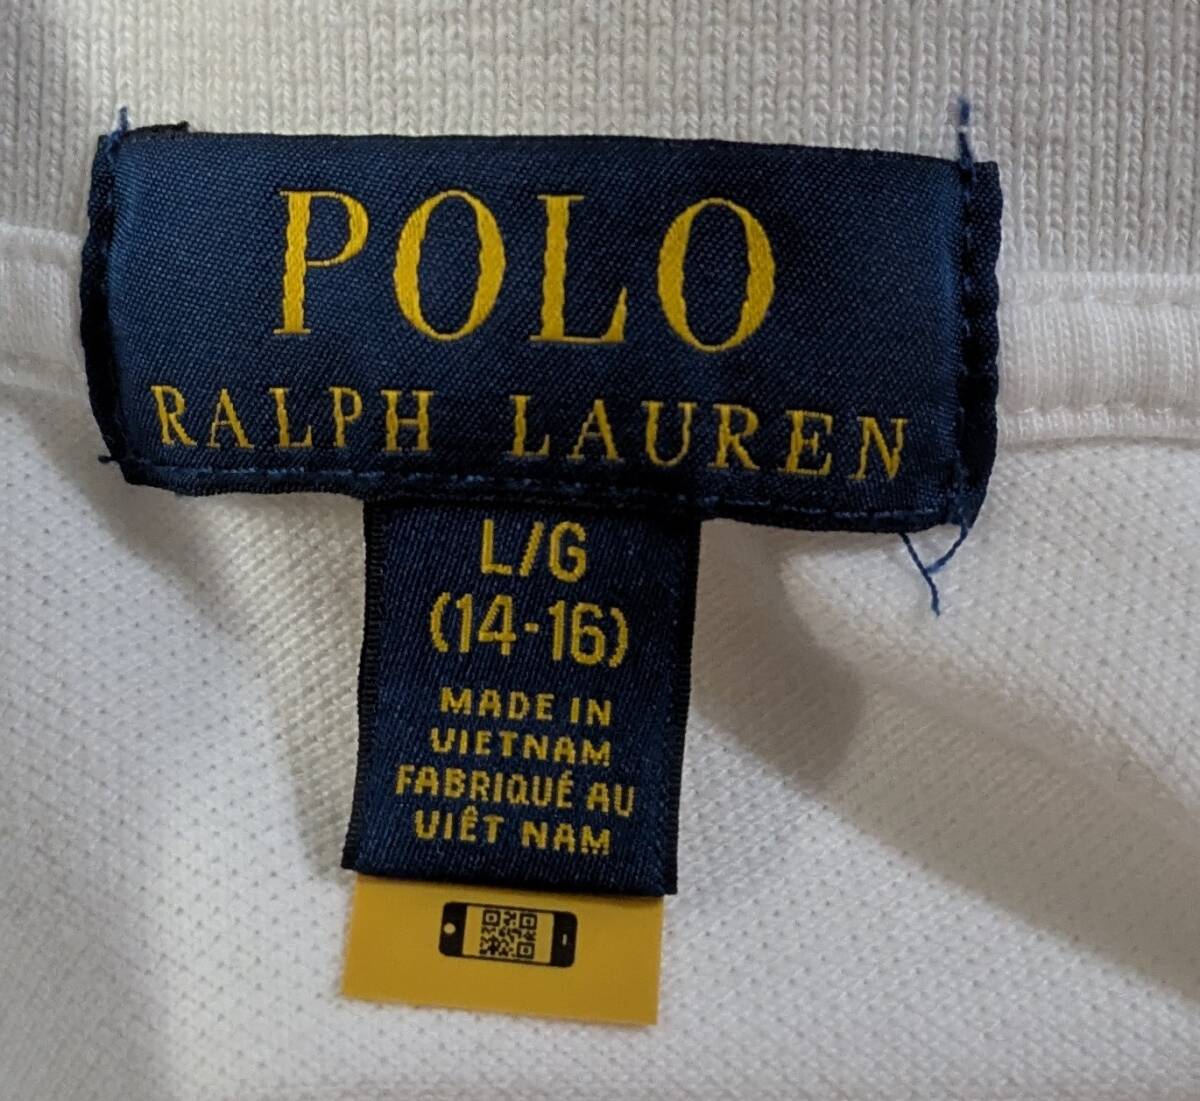 POLO
RALPH LAUREN
L/G
(14-16)
MADE IN
VIETNAM
FABRIQUÉ AU
VIÊT NAM